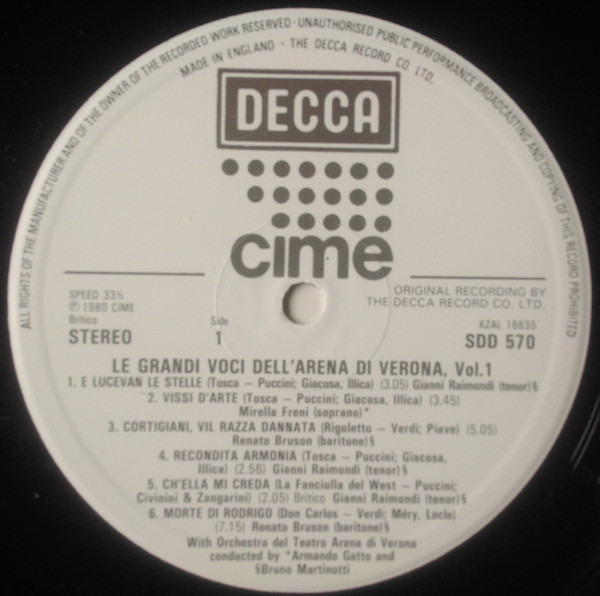 ALL RIGHTS OF THE MANUFACTURER AND OF THE OWNER OF THE RECORDED WORK RESERVED · UNAUTHORISED PUBLIC PERFORMANCE BROADCASTING AND COPYING OF THIS RECORD PROHIBITED
MADE IN ENGLAND · THE DECCA RECORD CO. LTD.
DECCA
cime
SPEED 33⅓
℗ 1980 CIME
Britico
STEREO
Side
1
ORIGINAL RECORDING BY
THE DECCA RECORD CO. LTD.
XZAL 16635
SDD 570
LE GRANDI VOCI DELL'ARENA DI VERONA, Vol.1
1. E LUCEVAN LE STELLE (Tosca – Puccini; Giacosa, Illica) (3.05) Gianni Raimondi (tenor)§
2. VISSI D'ARTE (Tosca – Puccini; Giacosa, Illica) (3.45)
Mirella Freni (soprano)*
3. CORTIGIANI, VIL RAZZA DANNATA (Rigoletto – Verdi; Piave) (5.05)
Renato Bruson (baritone)§
4. RECONDITA ARMONIA (Tosca – Puccini; Giacosa,
Illica) (2.56) Gianni Raimondi (tenor)§
5. CH'ELLA MI CREDA (La Fanciulla del West – Puccini;
Civinini & Zangarini) (2.05) Britico Gianni Raimondi (tenor)§
6. MORTE DI RODRIGO (Don Carlos – Verdi; Méry, Locle)
(7.15) Renato Bruson (baritone)§
With Orchestra del Teatro Arena di Verona
conducted by *Armando Gatto and
§Bruno Martinotti